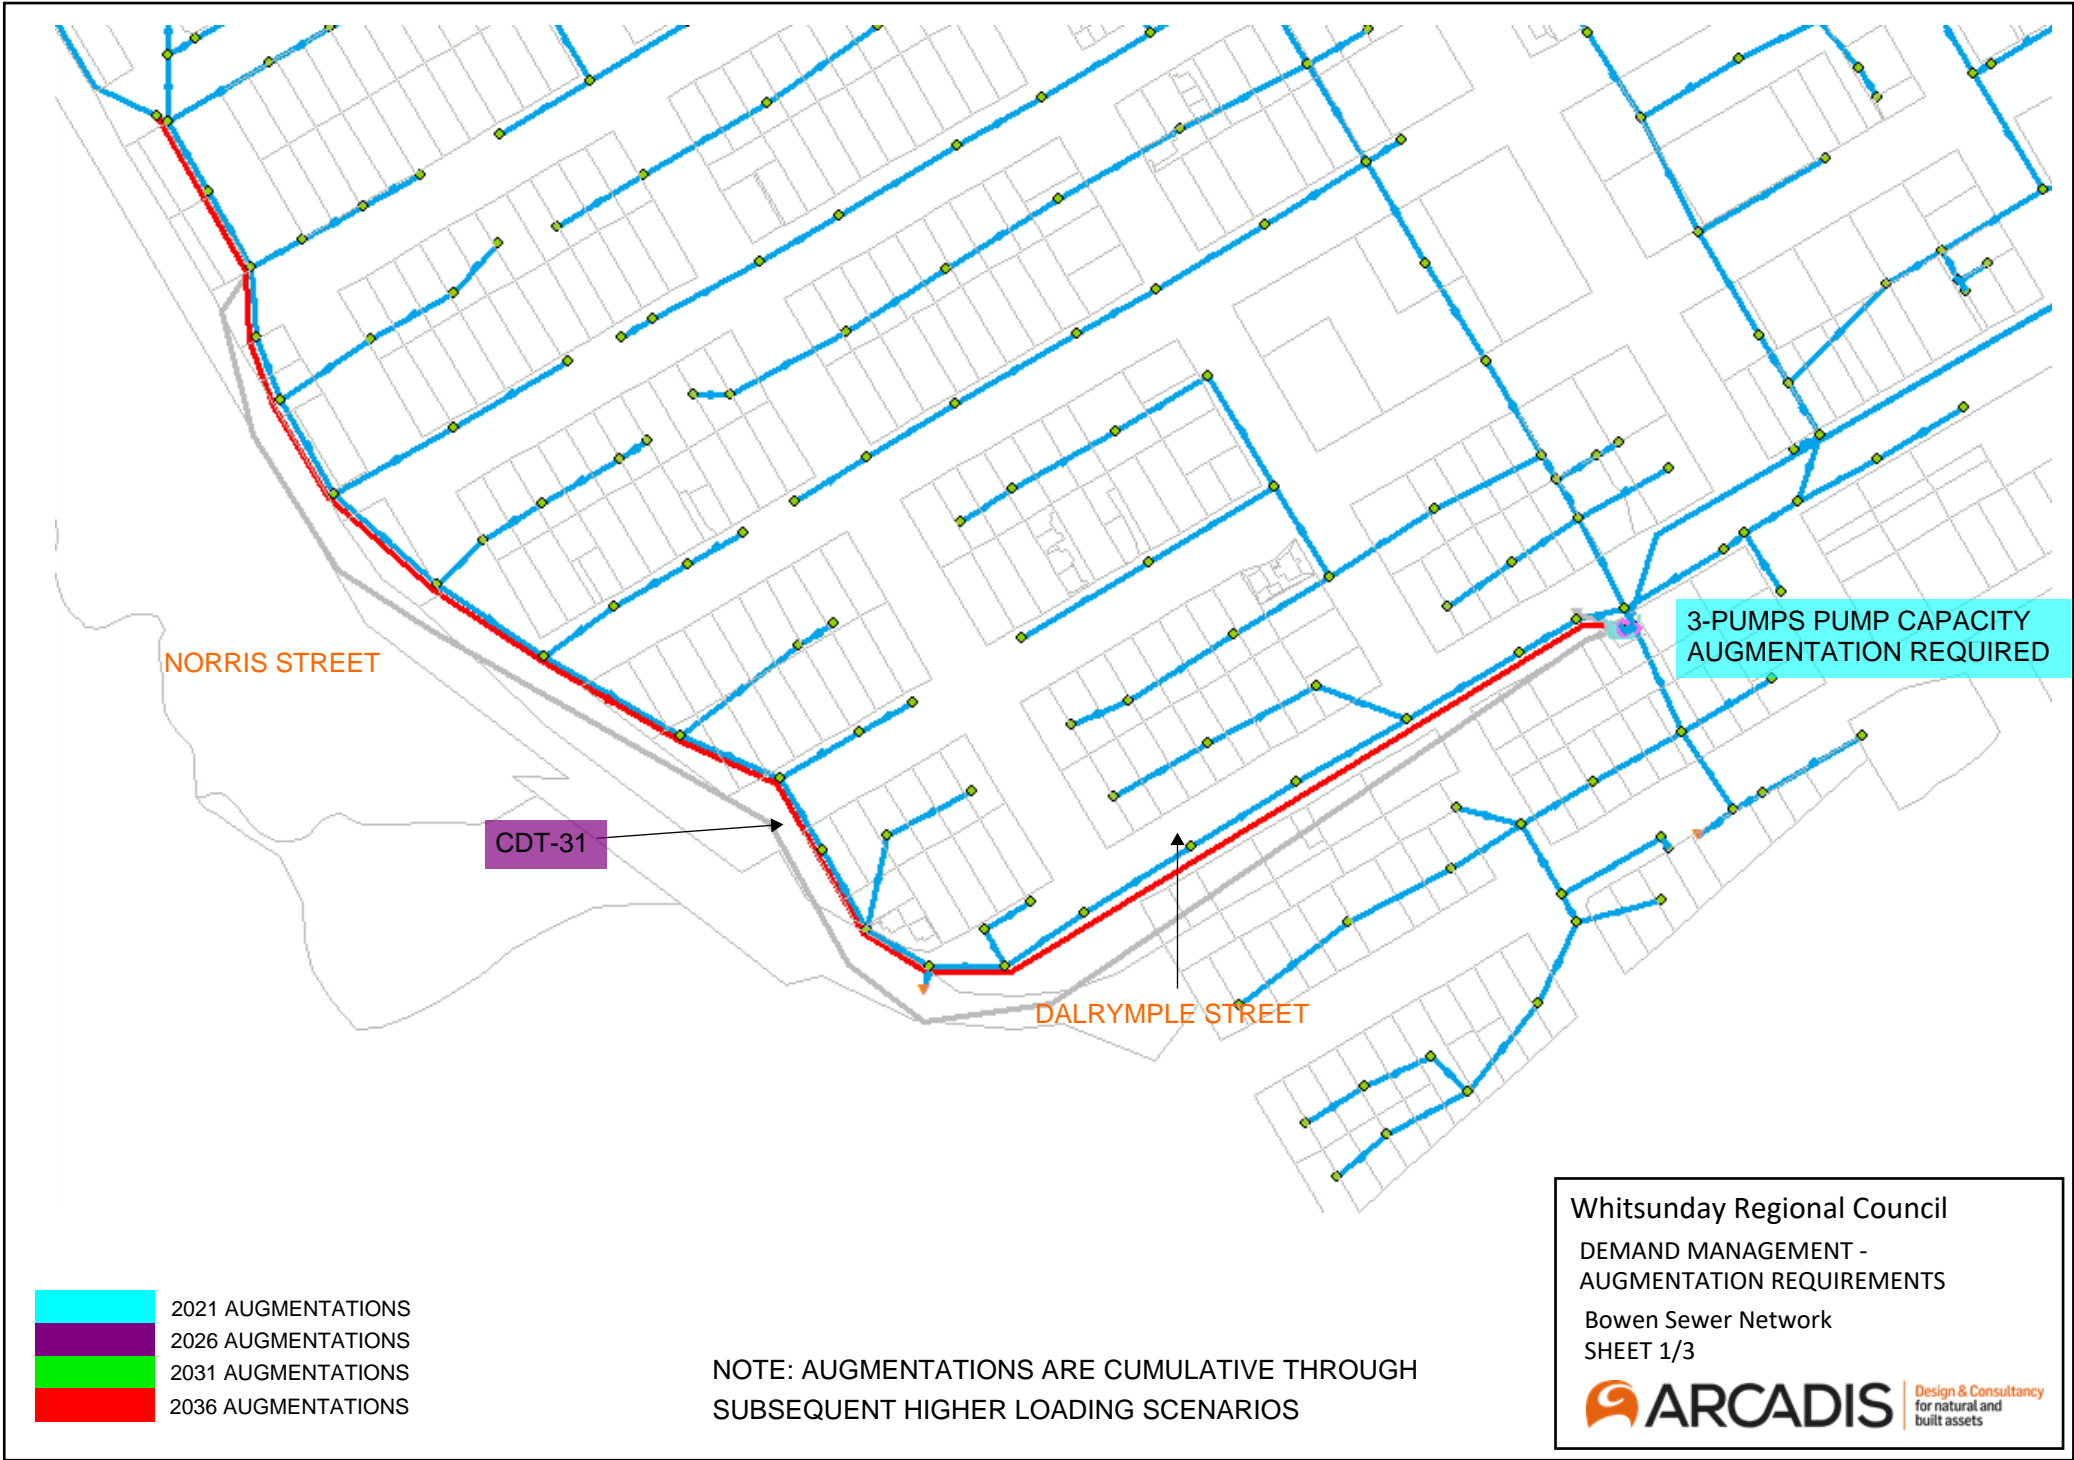 3-PUMPS PUMP CAPACITY
AUGMENTATION REQUIRED
NORRIS STREET
CDT-31
DALRYMPLE STREET
2021 AUGMENTATIONS
2026 AUGMENTATIONS
2031 AUGMENTATIONS
2036 AUGMENTATIONS
NOTE: AUGMENTATIONS ARE CUMULATIVE THROUGH
SUBSEQUENT HIGHER LOADING SCENARIOS
Whitsunday Regional Council
DEMAND MANAGEMENT -
AUGMENTATION REQUIREMENTS
Bowen Sewer Network
SHEET 1/3
ARCADIS
Design & Consultancy
for natural and
built assets